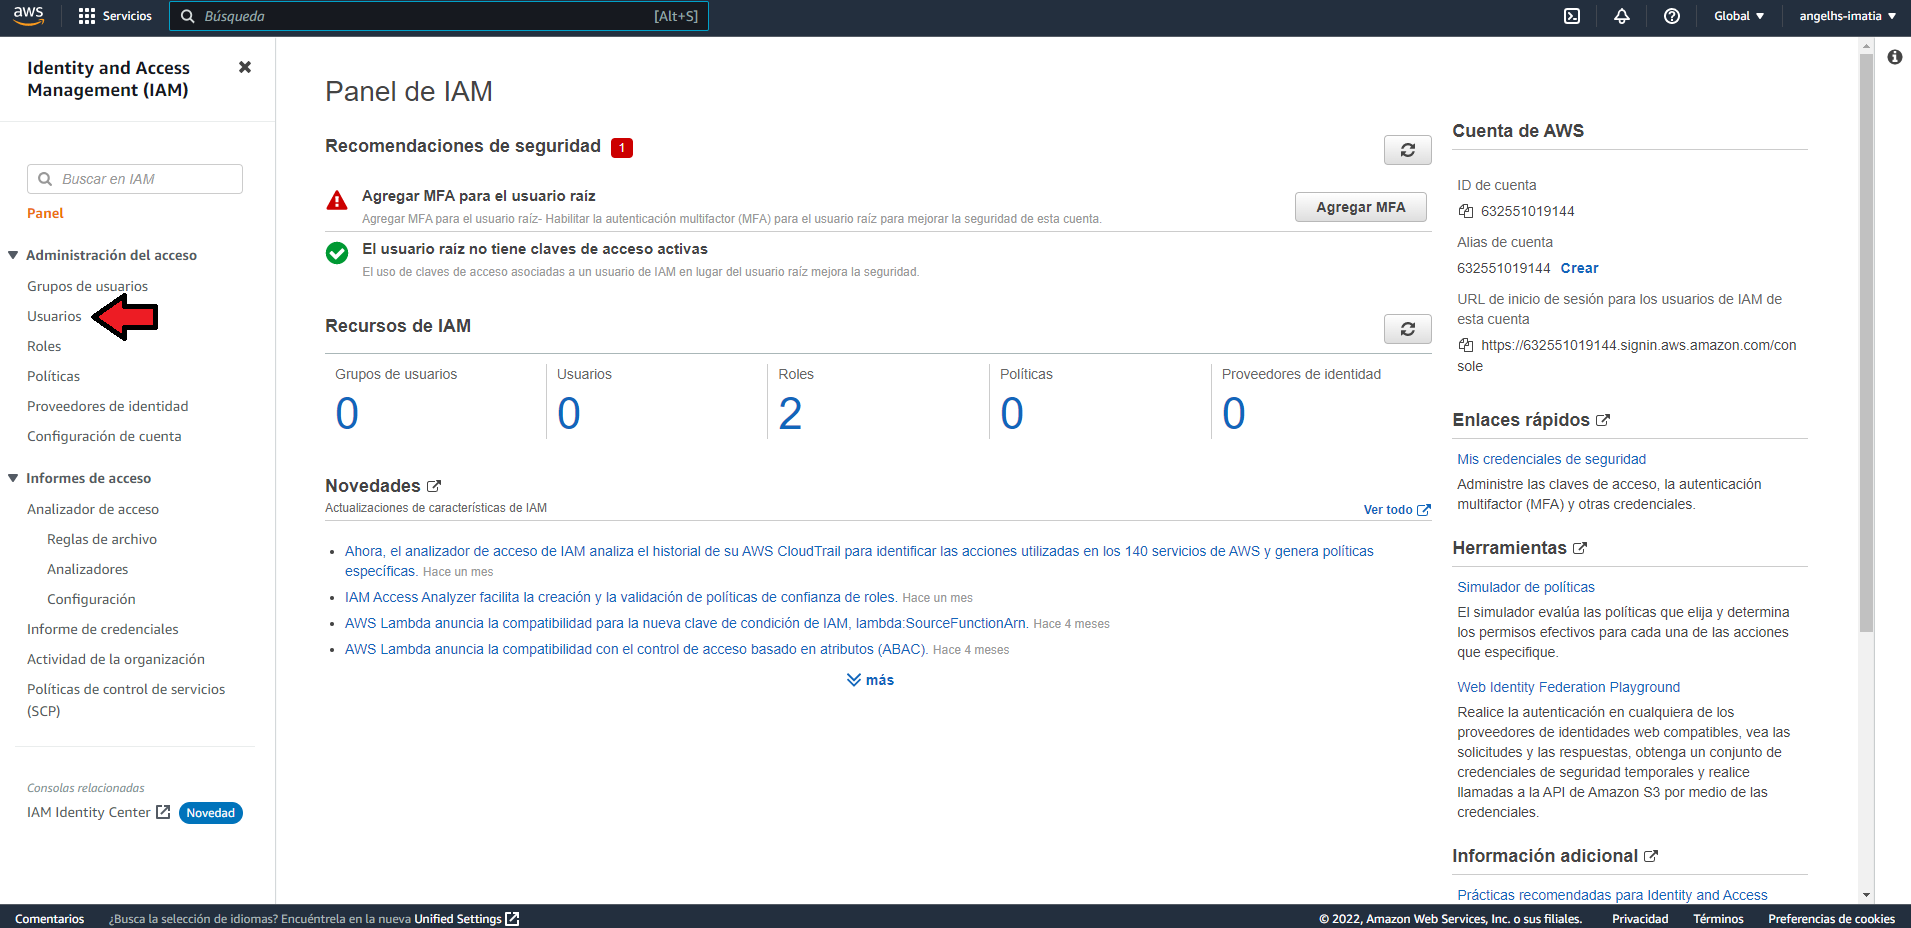 aws
Servicios
Búsqueda
[Alt+S]
Global
angelhs-imatia
Identity and Access
Management (IAM)
Buscar en IAM
Panel
Administración del acceso
Grupos de usuarios
Usuarios
Roles
Políticas
Proveedores de identidad
Configuración de cuenta
Informes de acceso
Analizador de acceso
Reglas de archivo
Analizadores
Configuración
Informe de credenciales
Actividad de la organización
Políticas de control de servicios
(SCP)
Consolas relacionadas
IAM Identity Center
Novedad
Panel de IAM
Recomendaciones de seguridad 1
Agregar MFA para el usuario raíz
Agregar MFA para el usuario raíz- Habilitar la autenticación multifactor (MFA) para el usuario raíz para mejorar la seguridad de esta cuenta.
Agregar MFA
El usuario raíz no tiene claves de acceso activas
El uso de claves de acceso asociadas a un usuario de IAM en lugar del usuario raíz mejora la seguridad.
Recursos de IAM
Grupos de usuarios
0
Usuarios
0
Roles
2
Políticas
0
Proveedores de identidad
0
Novedades
Actualizaciones de características de IAM
Ver todo
Ahora, el analizador de acceso de IAM analiza el historial de su AWS CloudTrail para identificar las acciones utilizadas en los 140 servicios de AWS y genera políticas
específicas. Hace un mes
IAM Access Analyzer facilita la creación y la validación de políticas de confianza de roles. Hace un mes
AWS Lambda anuncia la compatibilidad para la nueva clave de condición de IAM, lambda:SourceFunctionArn. Hace 4 meses
AWS Lambda anuncia la compatibilidad con el control de acceso basado en atributos (ABAC). Hace 4 meses
más
Cuenta de AWS
ID de cuenta
632551019144
Alias de cuenta
632551019144 Crear
URL de inicio de sesión para los usuarios de IAM de
esta cuenta
https://632551019144.signin.aws.amazon.com/con
sole
Enlaces rápidos
Mis credenciales de seguridad
Administre las claves de acceso, la autenticación
multifactor (MFA) y otras credenciales.
Herramientas
Simulador de políticas
El simulador evalúa las políticas que elija y determina
los permisos efectivos para cada una de las acciones
que especifique.
Web Identity Federation Playground
Realice la autenticación en cualquiera de los
proveedores de identidades web compatibles, vea las
solicitudes y las respuestas, obtenga un conjunto de
credenciales de seguridad temporales y realice
llamadas a la API de Amazon S3 por medio de las
credenciales.
Información adicional
Prácticas recomendadas para Identity and Access
Comentarios
¿Busca la selección de idiomas? Encuéntrela en la nueva Unified Settings
© 2022, Amazon Web Services, Inc. o sus filiales.
Privacidad
Términos
Preferencias de cookies